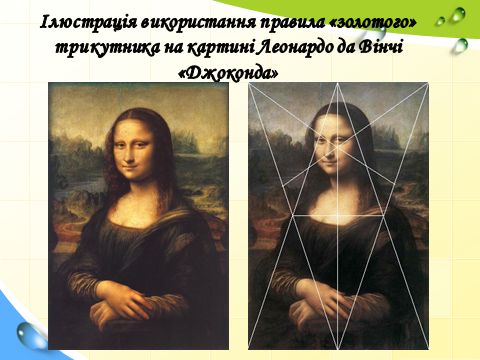 Ілюстрація використання правила «золотого»
трикутника на картині Леонардо да Вінчі
«Джоконда»